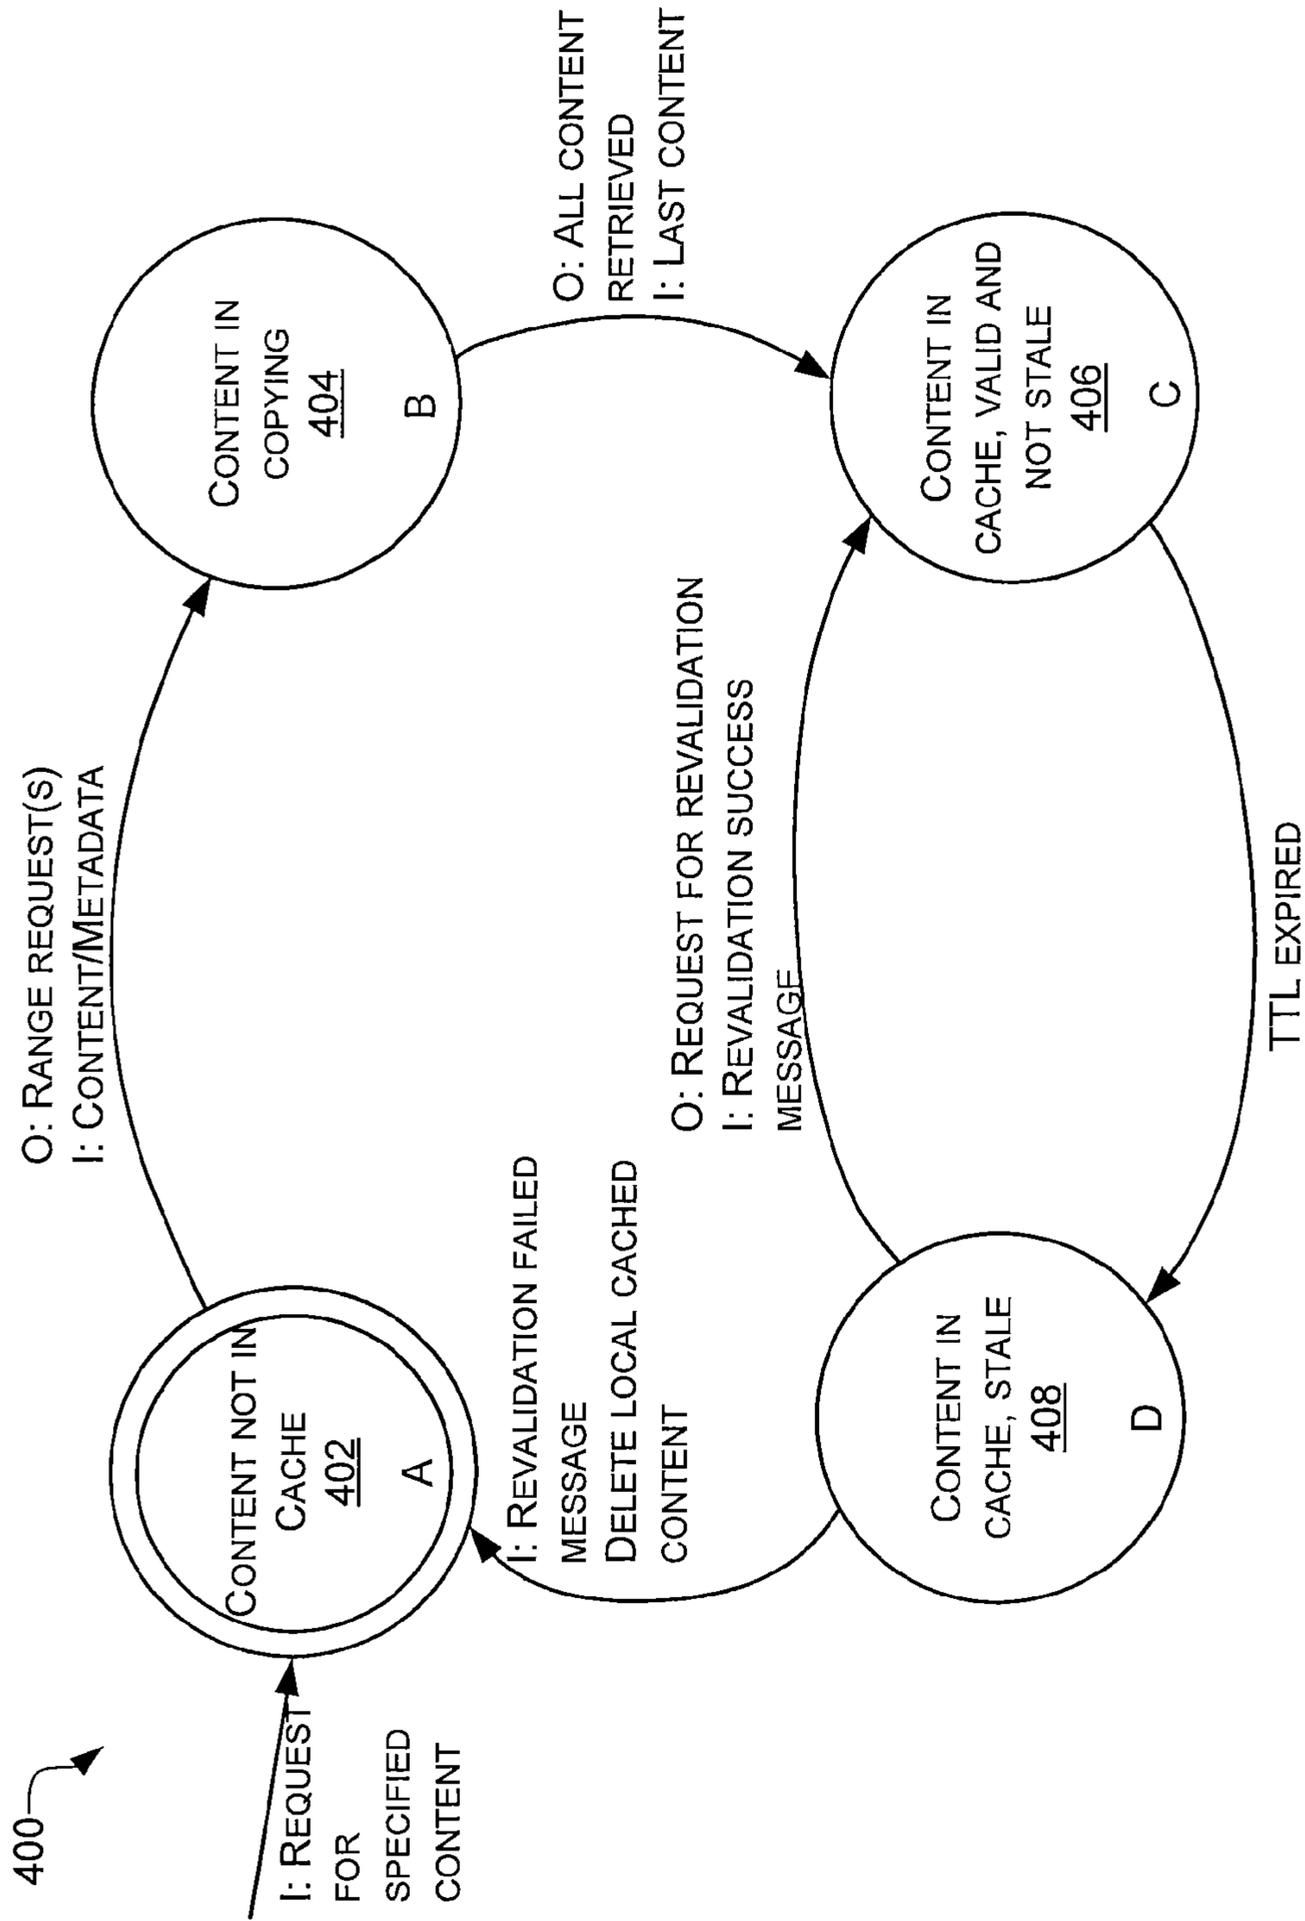 400
I: REQUEST
FOR
SPECIFIED
CONTENT
CONTENT NOT IN
CACHE
402
A
O: RANGE REQUEST(S)
I: CONTENT/METADATA
CONTENT IN
COPYING
404
B
O: ALL CONTENT
RETRIEVED
I: LAST CONTENT
I: REVALIDATION FAILED
MESSAGE
DELETE LOCAL CACHED
CONTENT
O: REQUEST FOR REVALIDATION
I: REVALIDATION SUCCESS
MESSAGE
CONTENT IN
CACHE, STALE
408
D
CONTENT IN
CACHE, VALID AND
NOT STALE
406
C
TTL EXPIRED